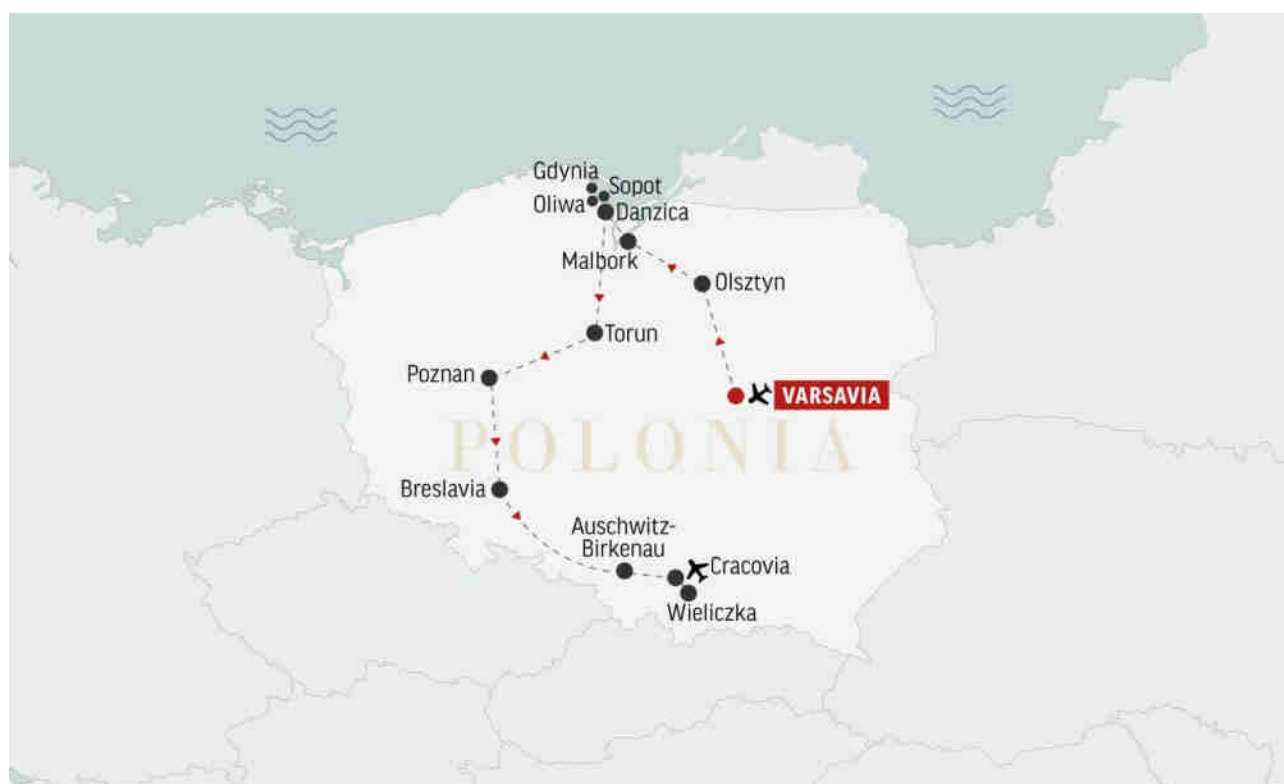 Gdynia
Sopot
Oliwa
Danzica
Malbork
Olsztyn
Torun
Poznan
VARSAVIA
POLONIA
Breslavia
Auschwitz-
Birkenau
Cracovia
Wieliczka